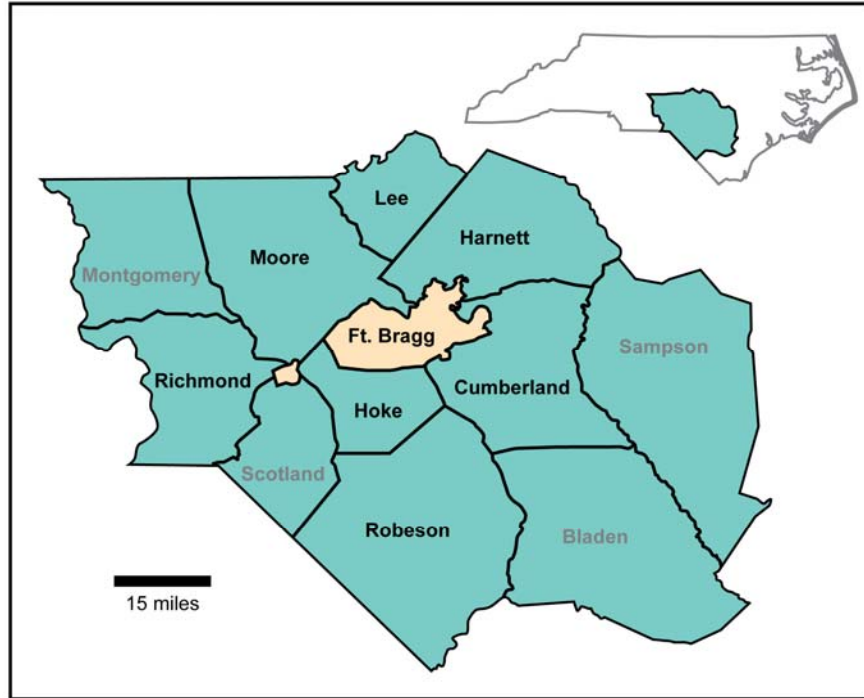 Lee
Harnett
Moore
Montgomery
Ft. Bragg
Sampson
Richmond
Cumberland
Hoke
Scotland
Robeson
Bladen
15 miles